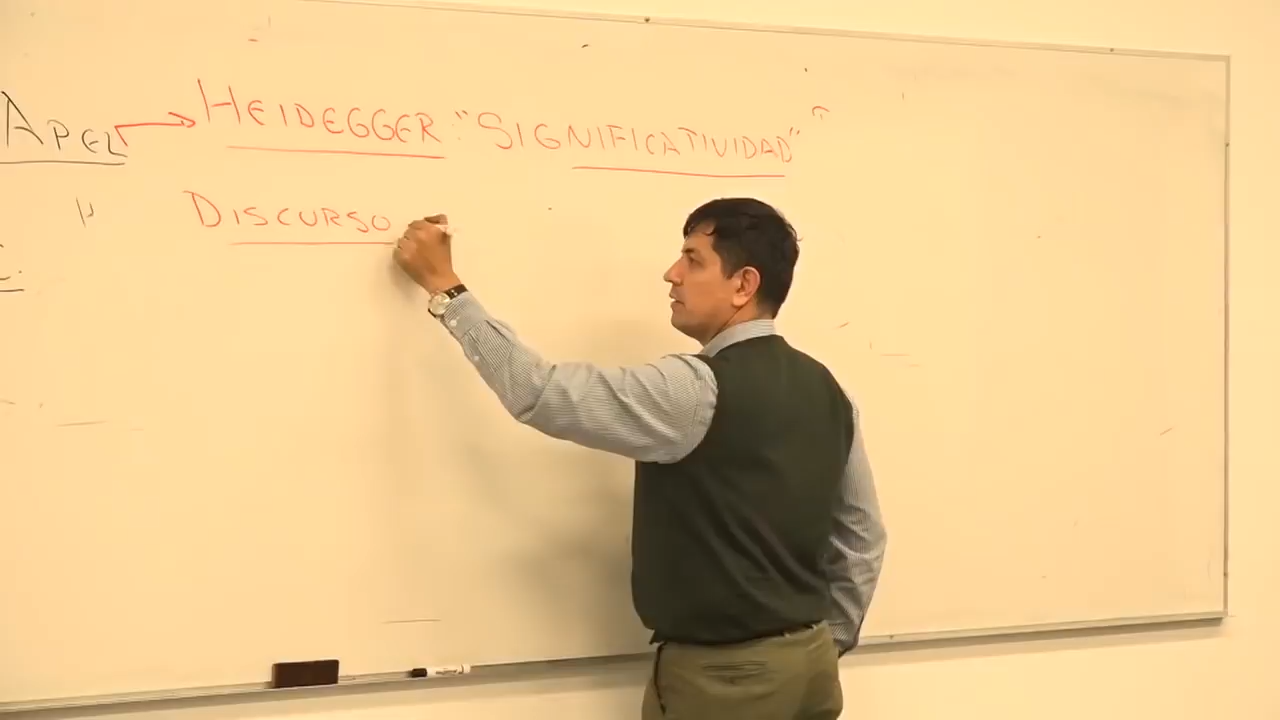 Apel → Heidegger: "Significatividad"
Discurso